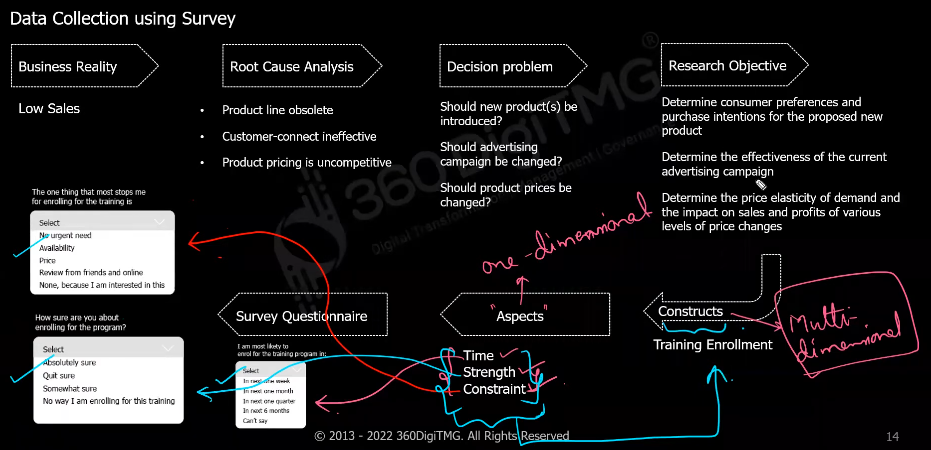 Data Collection using Survey
Business Reality
Root Cause Analysis
Decision problem
Research Objective
Low Sales
• Product line obsolete
• Customer-connect ineffective
• Product pricing is uncompetitive
Should new product(s) be
introduced?
Should advertising
campaign be changed?
Should product prices be
changed?
Determine consumer preferences and
purchase intentions for the proposed new
product
Determine the effectiveness of the current
advertising campaign
Determine the price elasticity of demand and
the impact on sales and profits of various
levels of price changes
The one thing that most stops me
for enrolling for the training is
Select
No urgent need
Availability
Price
Review from friends and online
None, because I am interested in this
How sure are you about
enrolling for the program?
Select
Absolutely sure
Quit sure
Somewhat sure
No way I am enrolling for this training
Survey Questionnaire
I am most likely to
enrol for the training program in:
Select
In next one week
In next one month
In next one quarter
In next 6 months
Can't say
one-dimensional
"Aspects"
Time
Strength
Constraint
Constructs
Training Enrollment
Multi-
dimensional
360DigiTMG
®
© 2013 - 2022 360DigiTMG. All Rights Reserved
14